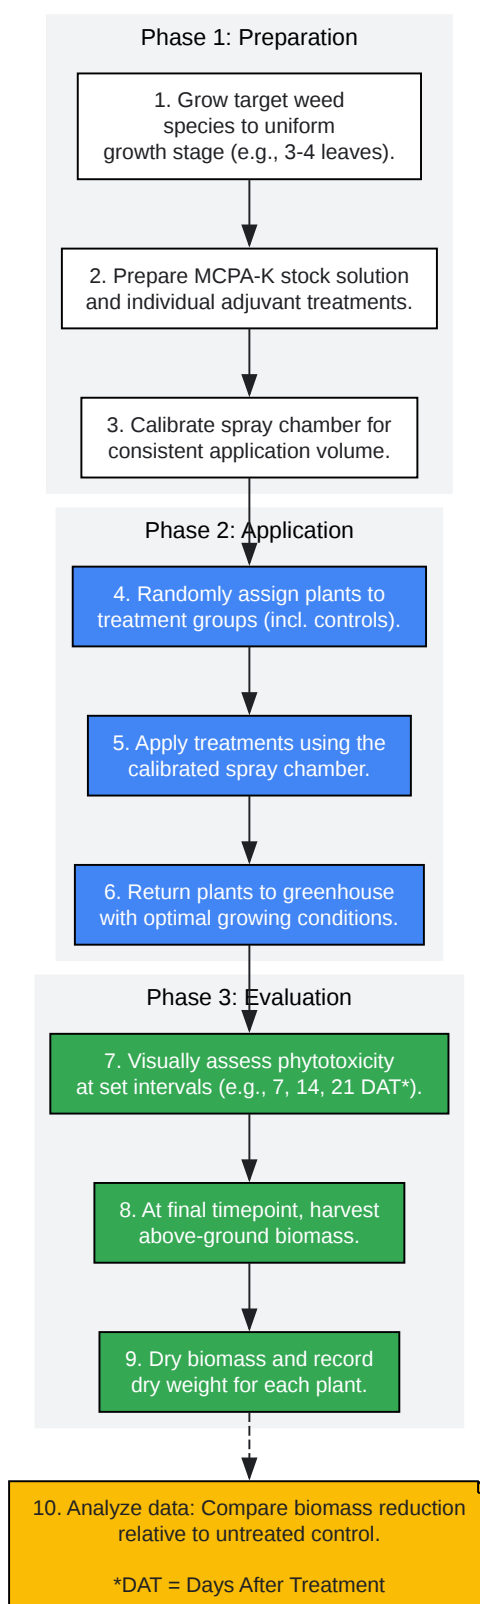 Phase 1: Preparation
1. Grow target weed
species to uniform
growth stage (e.g., 3-4 leaves).
2. Prepare MCPA-K stock solution
and individual adjuvant treatments.
3. Calibrate spray chamber for
consistent application volume.
Phase 2: Application
4. Randomly assign plants to
treatment groups (incl. controls).
5. Apply treatments using the
calibrated spray chamber.
6. Return plants to greenhouse
with optimal growing conditions.
Phase 3: Evaluation
7. Visually assess phytotoxicity
at set intervals (e.g., 7, 14, 21 DAT*).
8. At final timepoint, harvest
above-ground biomass.
9. Dry biomass and record
dry weight for each plant.
10. Analyze data: Compare biomass reduction
relative to untreated control.
*DAT = Days After Treatment